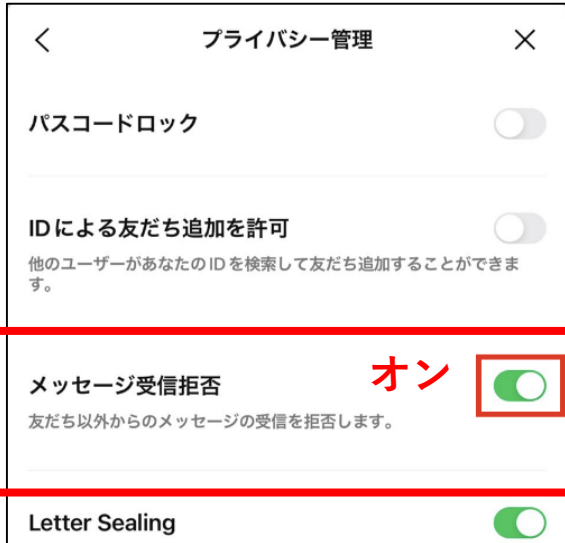 プライバシー管理
パスコードロック
IDによる友だち追加を許可
他のユーザーがあなたのIDを検索して友だち追加することができま
す。
メッセージ受信拒否 オン
友だち以外からのメッセージの受信を拒否します。
Letter Sealing